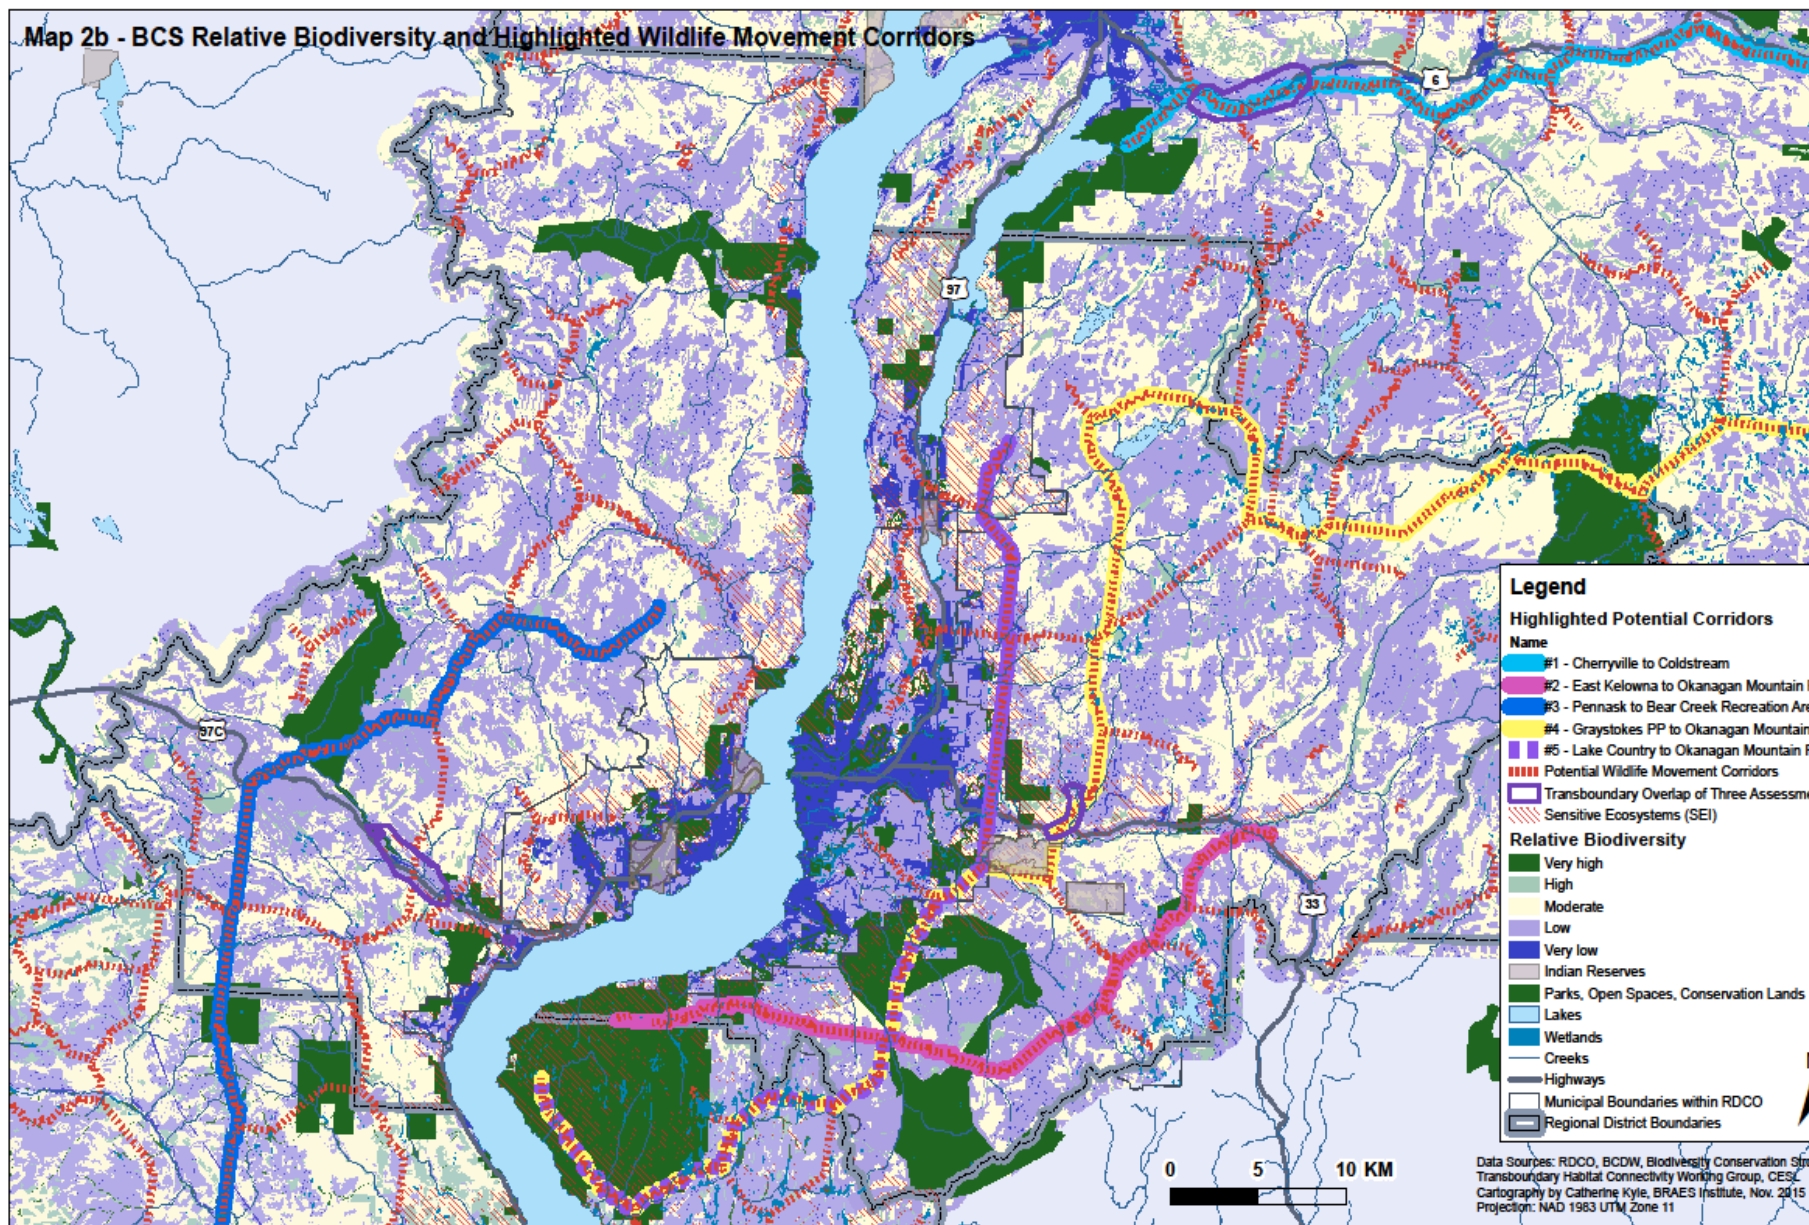 Map 2b - BCS Relative Biodiversity and Highlighted Wildlife Movement Corridors
6
97
97C
33
Legend
Highlighted Potential Corridors
Name
#1 - Cherryville to Coldstream
#2 - East Kelowna to Okanagan Mountain
#3 - Pennask to Bear Creek Recreation Are
#4 - Graystokes PP to Okanagan Mountain
#5 - Lake Country to Okanagan Mountain P
Potential Wildlife Movement Corridors
Transboundary Overlap of Three Assessme
Sensitive Ecosystems (SEI)
Relative Biodiversity
Very high
High
Moderate
Low
Very low
Indian Reserves
Parks, Open Spaces, Conservation Lands
Lakes
Wetlands
Creeks
Highways
Municipal Boundaries within RDCO
Regional District Boundaries
0 5 10 KM
Data Sources: RDCO, BCDW, Biodiversity Conservation Stra
Transboundary Habitat Connectivity Working Group, CESL
Cartography by Catherine Kyle, BRAES Institute, Nov. 2015
Projection: NAD 1983 UTM Zone 11